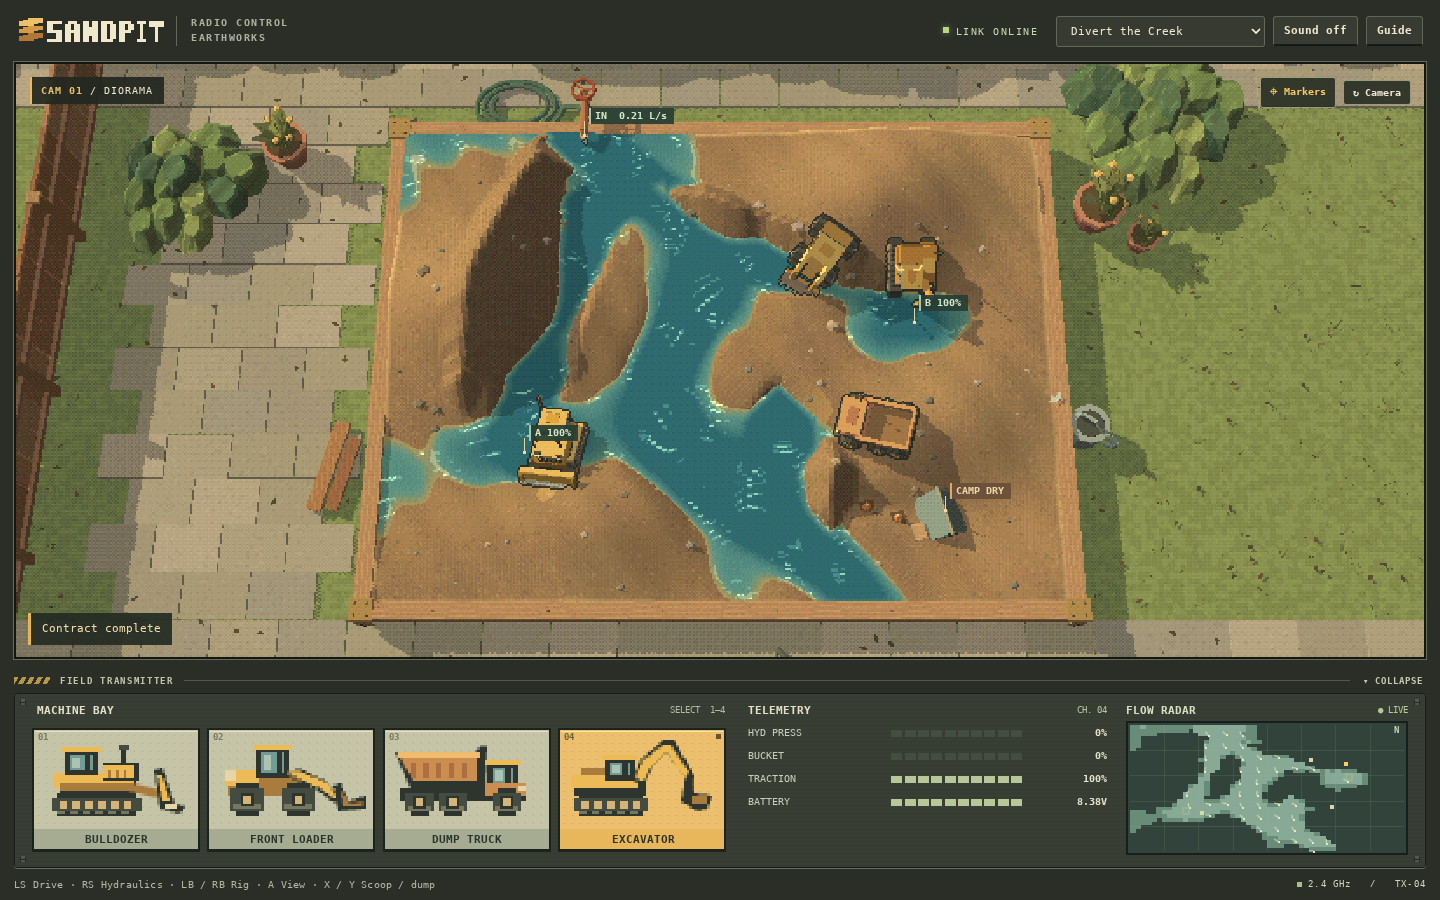 SANDPIT
RADIO CONTROL
EARTHWORKS
LINK ONLINE
Divert the Creek
Sound off
Guide
CAM 01 / DIORAMA
⌖ Markers
↻ Camera
IN 0.21 L/s
B 100%
A 100%
CAMP DRY
Contract complete
FIELD TRANSMITTER
▾ COLLAPSE
MACHINE BAY
SELECT 1–4
01
BULLDOZER
02
FRONT LOADER
03
DUMP TRUCK
04
EXCAVATOR
TELEMETRY
CH. 04
HYD PRESS 0%
BUCKET 0%
TRACTION 100%
BATTERY 8.38V
FLOW RADAR
● LIVE
N
LS Drive · RS Hydraulics · LB / RB Rig · A View · X / Y Scoop / dump
2.4 GHz / TX-04